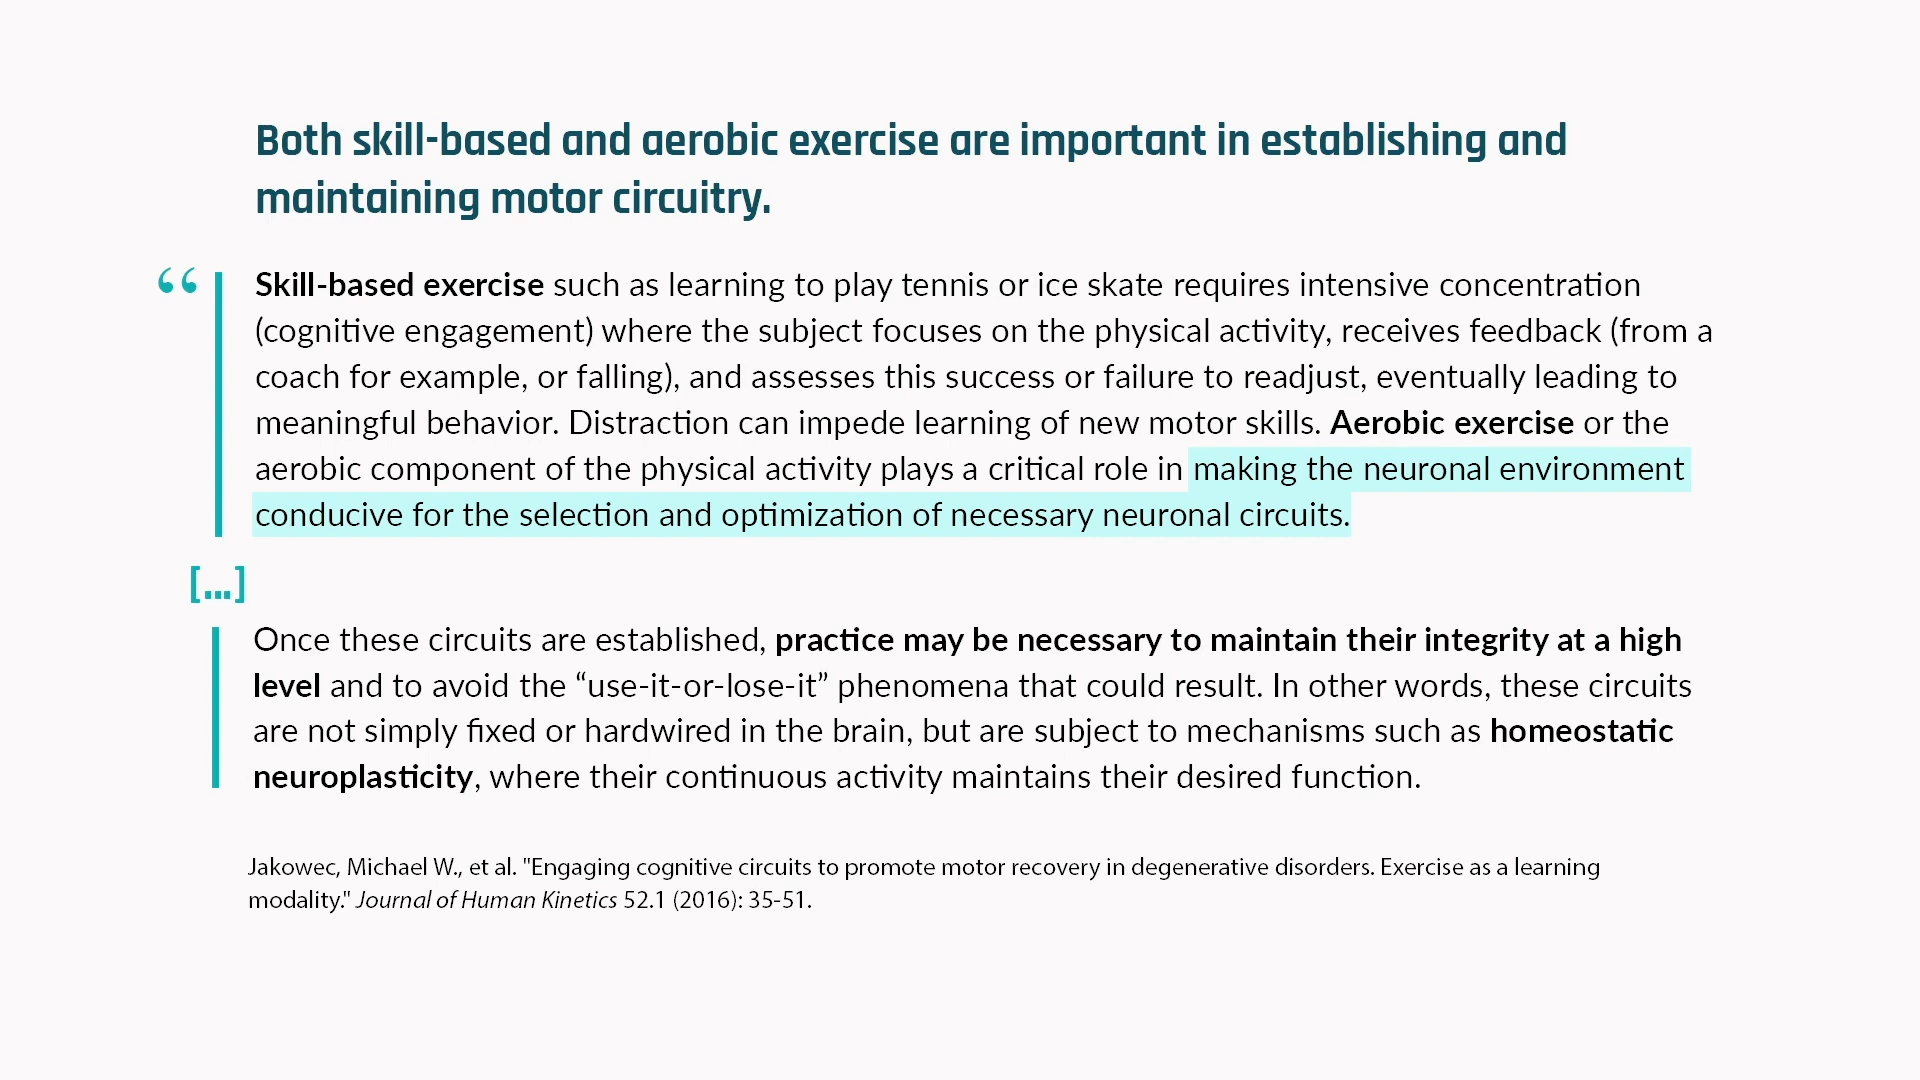 Both skill-based and aerobic exercise are important in establishing and
maintaining motor circuitry.
“ Skill-based exercise such as learning to play tennis or ice skate requires intensive concentration
(cognitive engagement) where the subject focuses on the physical activity, receives feedback (from a
coach for example, or falling), and assesses this success or failure to readjust, eventually leading to
meaningful behavior. Distraction can impede learning of new motor skills. Aerobic exercise or the
aerobic component of the physical activity plays a critical role in making the neuronal environment
conducive for the selection and optimization of necessary neuronal circuits.
[...]
Once these circuits are established, practice may be necessary to maintain their integrity at a high
level and to avoid the “use-it-or-lose-it” phenomena that could result. In other words, these circuits
are not simply fixed or hardwired in the brain, but are subject to mechanisms such as homeostatic
neuroplasticity, where their continuous activity maintains their desired function.
Jakowec, Michael W., et al. "Engaging cognitive circuits to promote motor recovery in degenerative disorders. Exercise as a learning
modality." Journal of Human Kinetics 52.1 (2016): 35-51.